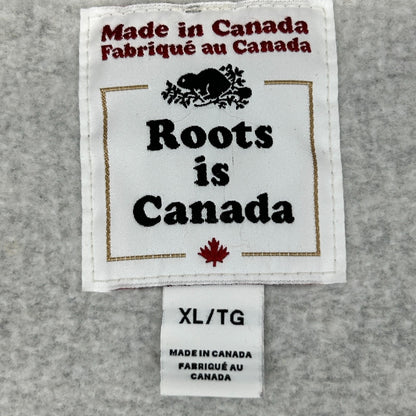 Made in Canada
Fabriqué au Canada
Roots
is
Canada
XL/TG
MADE IN CANADA
FABRIQUÉ AU
CANADA